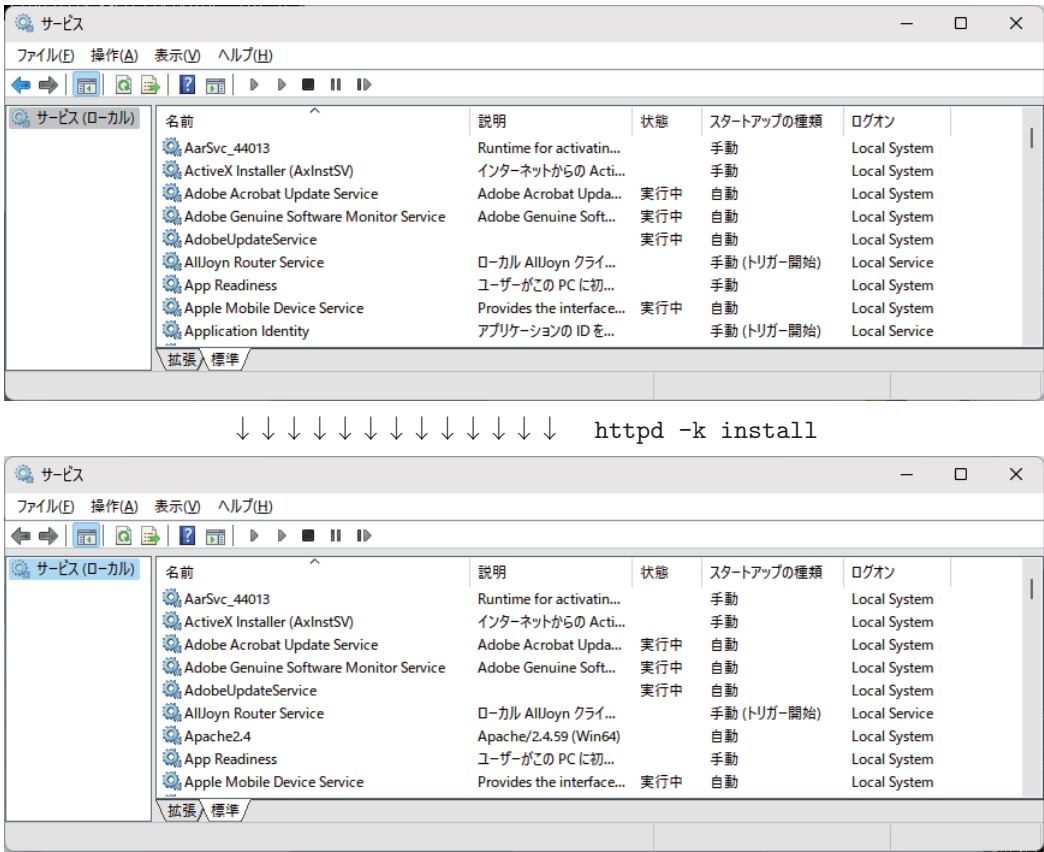 サービス
ファイル(F) 操作(A) 表示(V) ヘルプ(H)
サービス (ローカル)
名前 説明 状態 スタートアップの種類 ログオン
AarSvc_44013 Runtime for activatin... 手動 Local System
ActiveX Installer (AxInstSV) インターネットからの Acti... 手動 Local System
Adobe Acrobat Update Service Adobe Acrobat Upda... 実行中 自動 Local System
Adobe Genuine Software Monitor Service Adobe Genuine Soft... 実行中 自動 Local System
AdobeUpdateService 実行中 自動 Local System
AllJoyn Router Service ローカル AllJoyn クライ... 手動 (トリガー開始) Local Service
App Readiness ユーザーがこの PC に初... 手動 Local System
Apple Mobile Device Service Provides the interface... 実行中 自動 Local System
Application Identity アプリケーションの ID を... 手動 (トリガー開始) Local Service
拡張 標準
↓ ↓ ↓ ↓ ↓ ↓ ↓ ↓ ↓ ↓ ↓ ↓ ↓ httpd -k install
サービス
ファイル(F) 操作(A) 表示(V) ヘルプ(H)
サービス (ローカル)
名前 説明 状態 スタートアップの種類 ログオン
AarSvc_44013 Runtime for activatin... 手動 Local System
ActiveX Installer (AxInstSV) インターネットからの Acti... 手動 Local System
Adobe Acrobat Update Service Adobe Acrobat Upda... 実行中 自動 Local System
Adobe Genuine Software Monitor Service Adobe Genuine Soft... 実行中 自動 Local System
AdobeUpdateService 実行中 自動 Local System
AllJoyn Router Service ローカル AllJoyn クライ... 手動 (トリガー開始) Local Service
Apache2.4 Apache/2.4.59 (Win64) 自動 Local System
App Readiness ユーザーがこの PC に初... 手動 Local System
Apple Mobile Device Service Provides the interface... 実行中 自動 Local System
拡張 標準